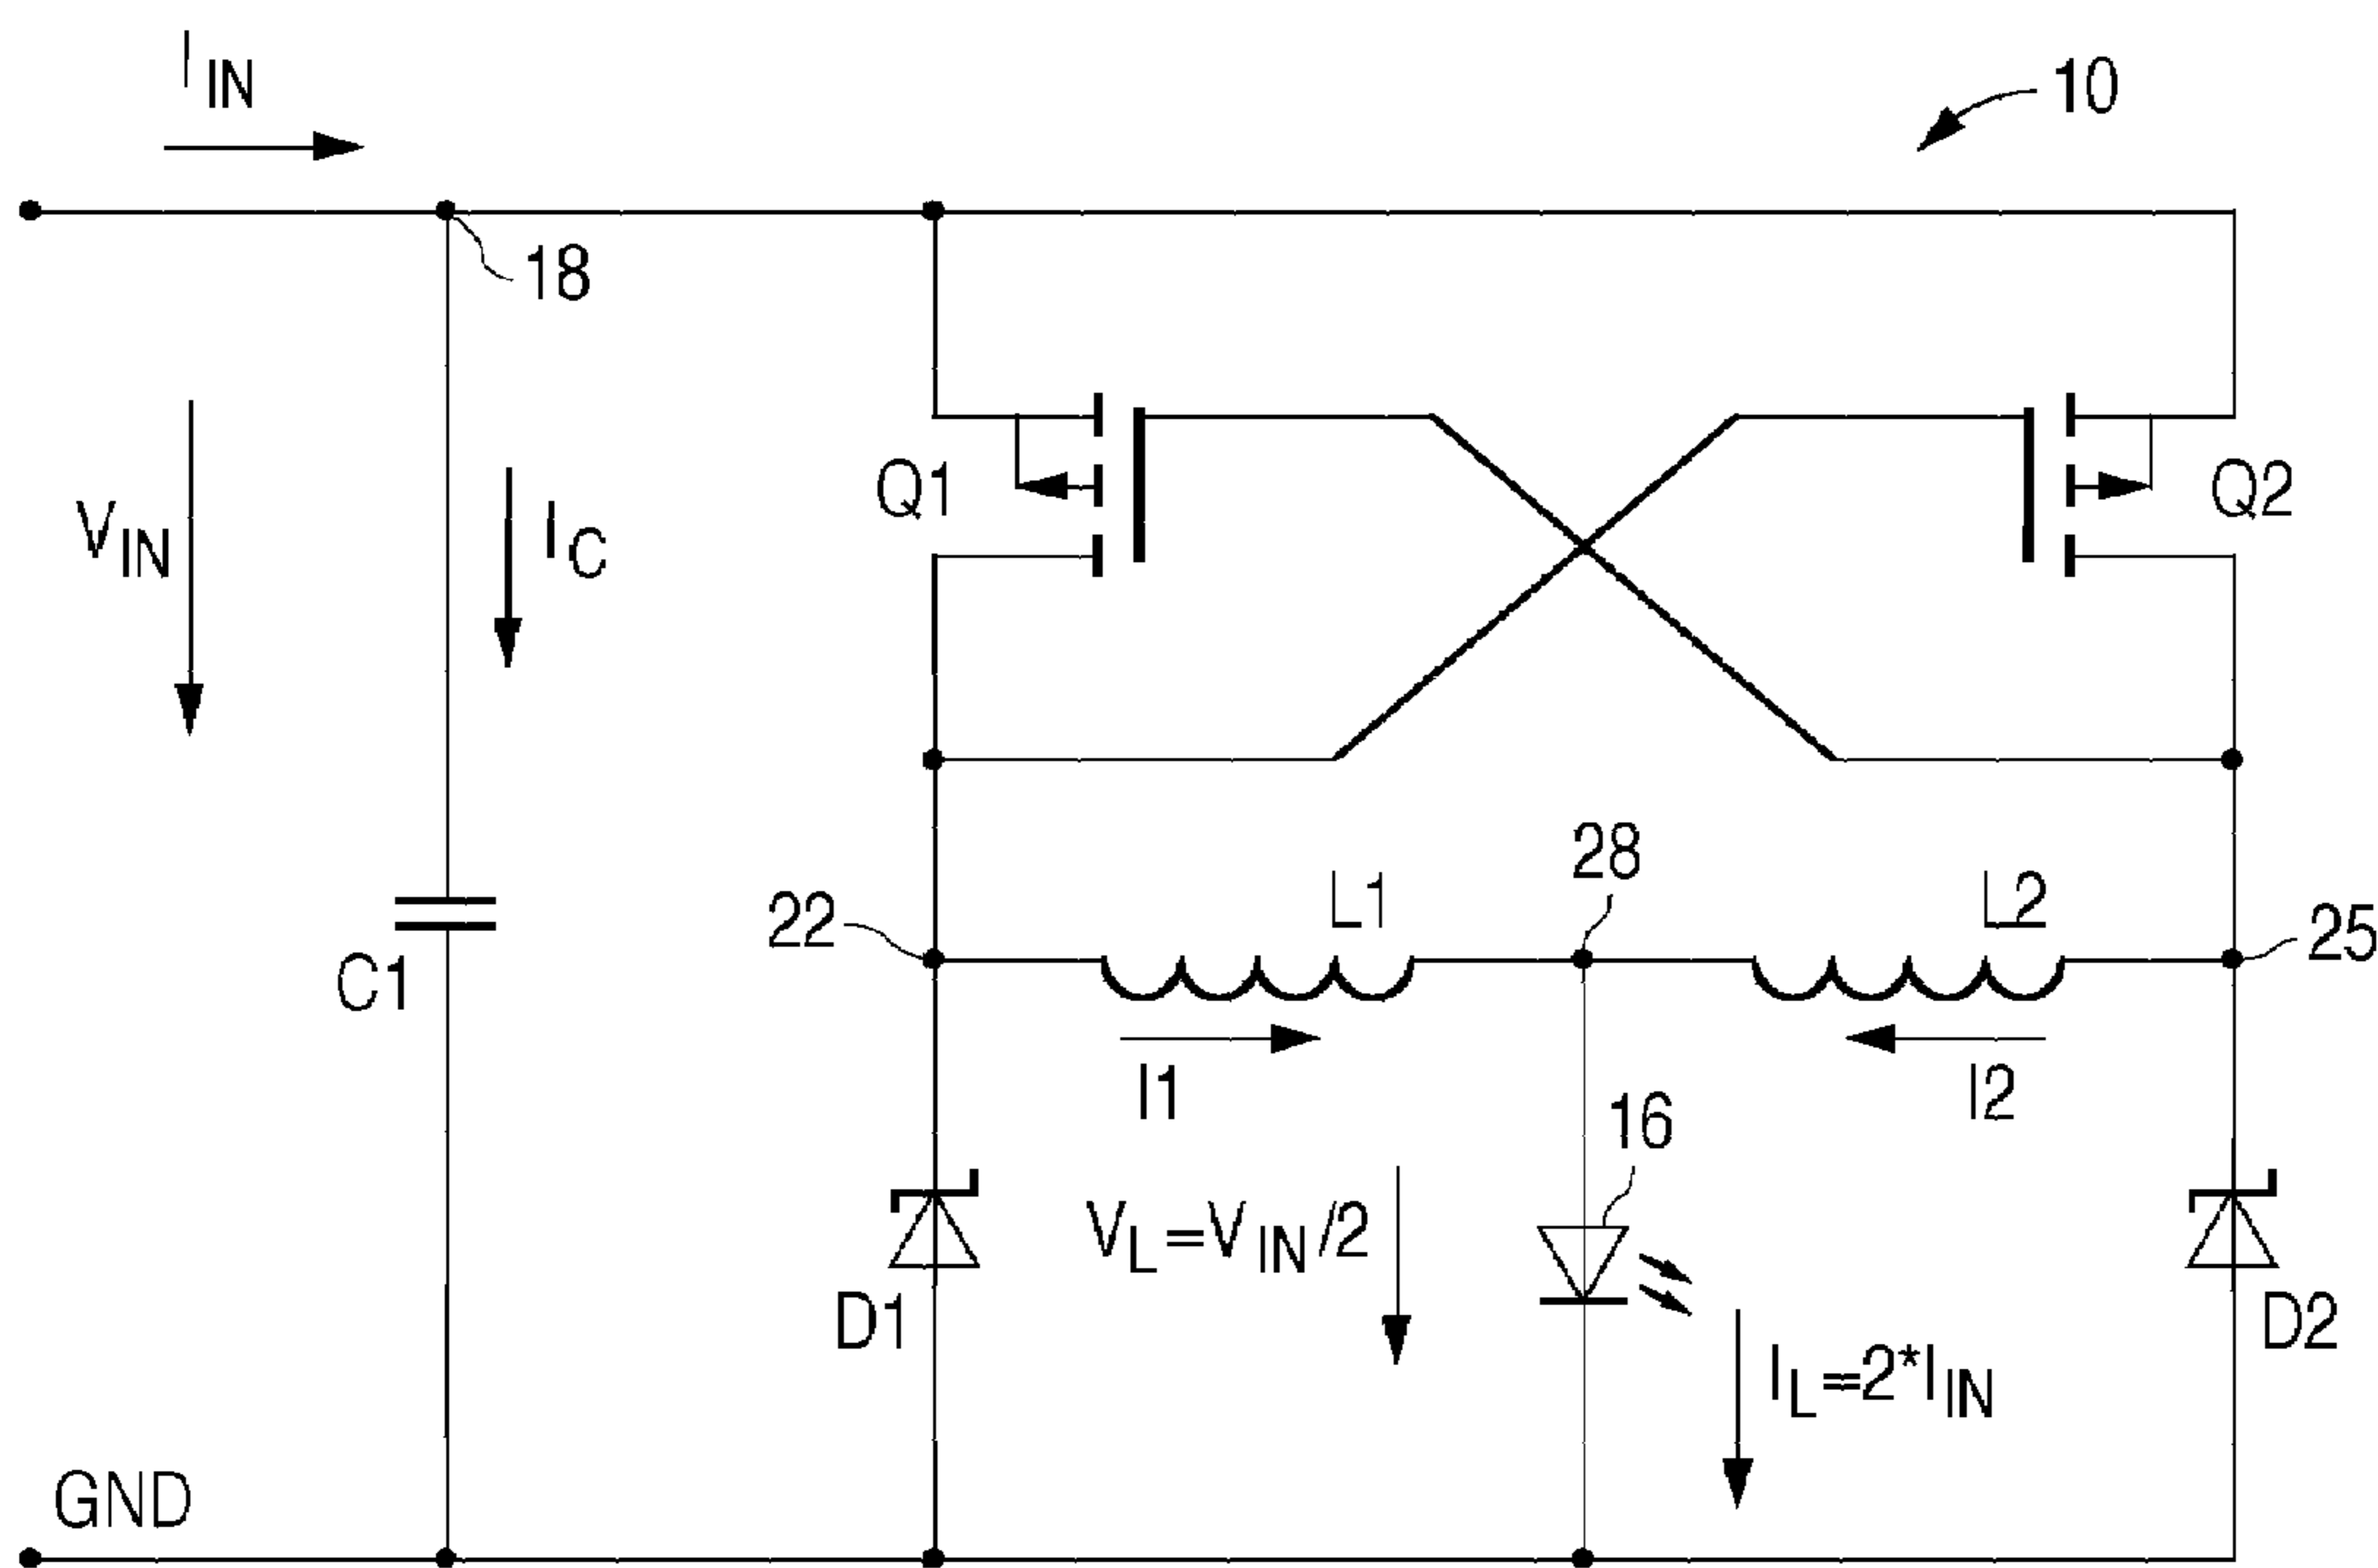 I_IN
10
18
V_IN
I_C
Q1
Q2
28
L1
L2
22
25
C1
I1
I2
16
V_L=V_IN/2
D1
D2
I_L=2*I_IN
GND